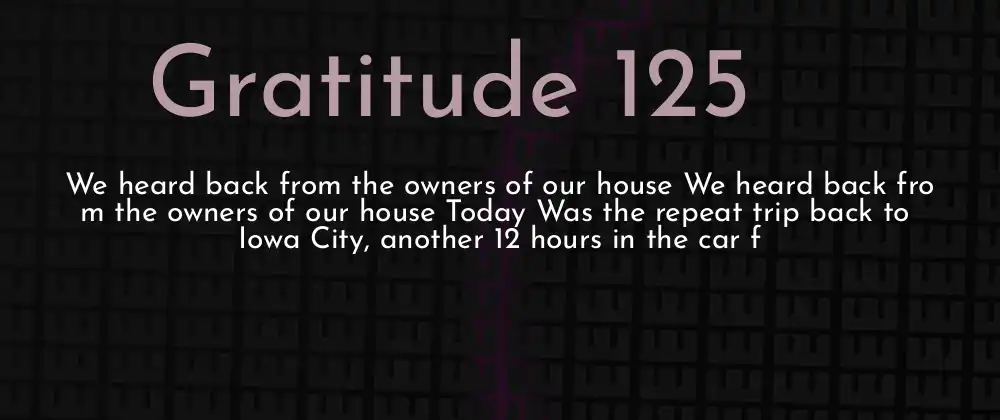 Gratitude 125
We heard back from the owners of our house We heard back fro
m the owners of our house Today Was the repeat trip back to
Iowa City, another 12 hours in the car f